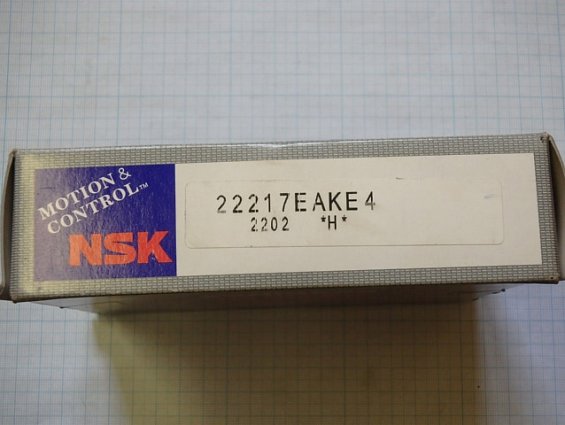 MOTION &
CONTROL™
NSK
22217EAKE4
2202 *H*